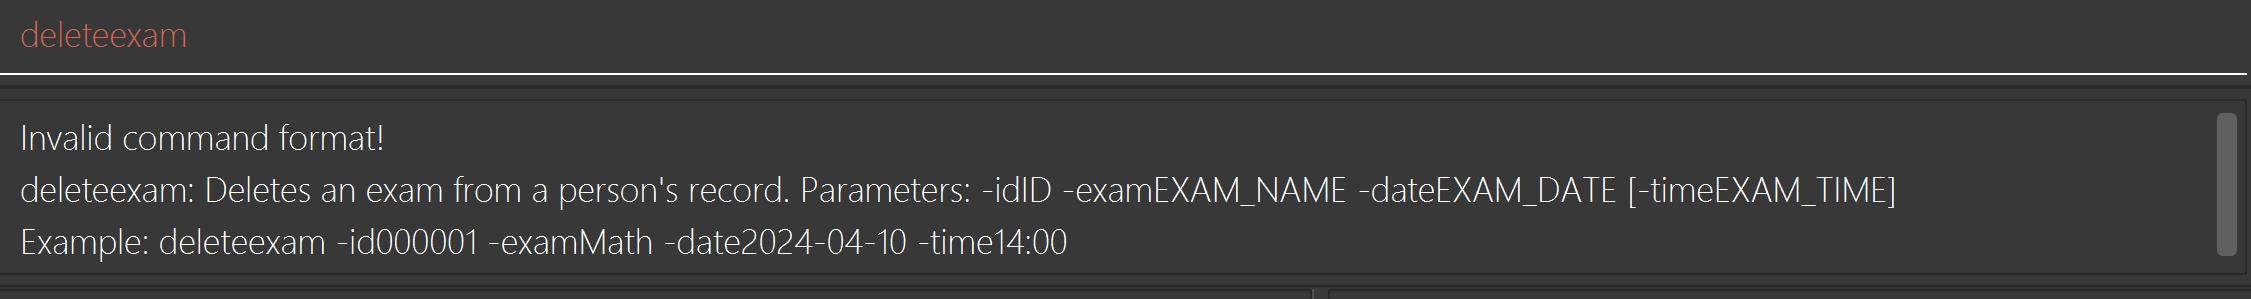 deleteexam
Invalid command format!
deleteexam: Deletes an exam from a person's record. Parameters: -idID -examEXAM_NAME -dateEXAM_DATE [-timeEXAM_TIME]
Example: deleteexam -id000001 -examMath -date2024-04-10 -time14:00